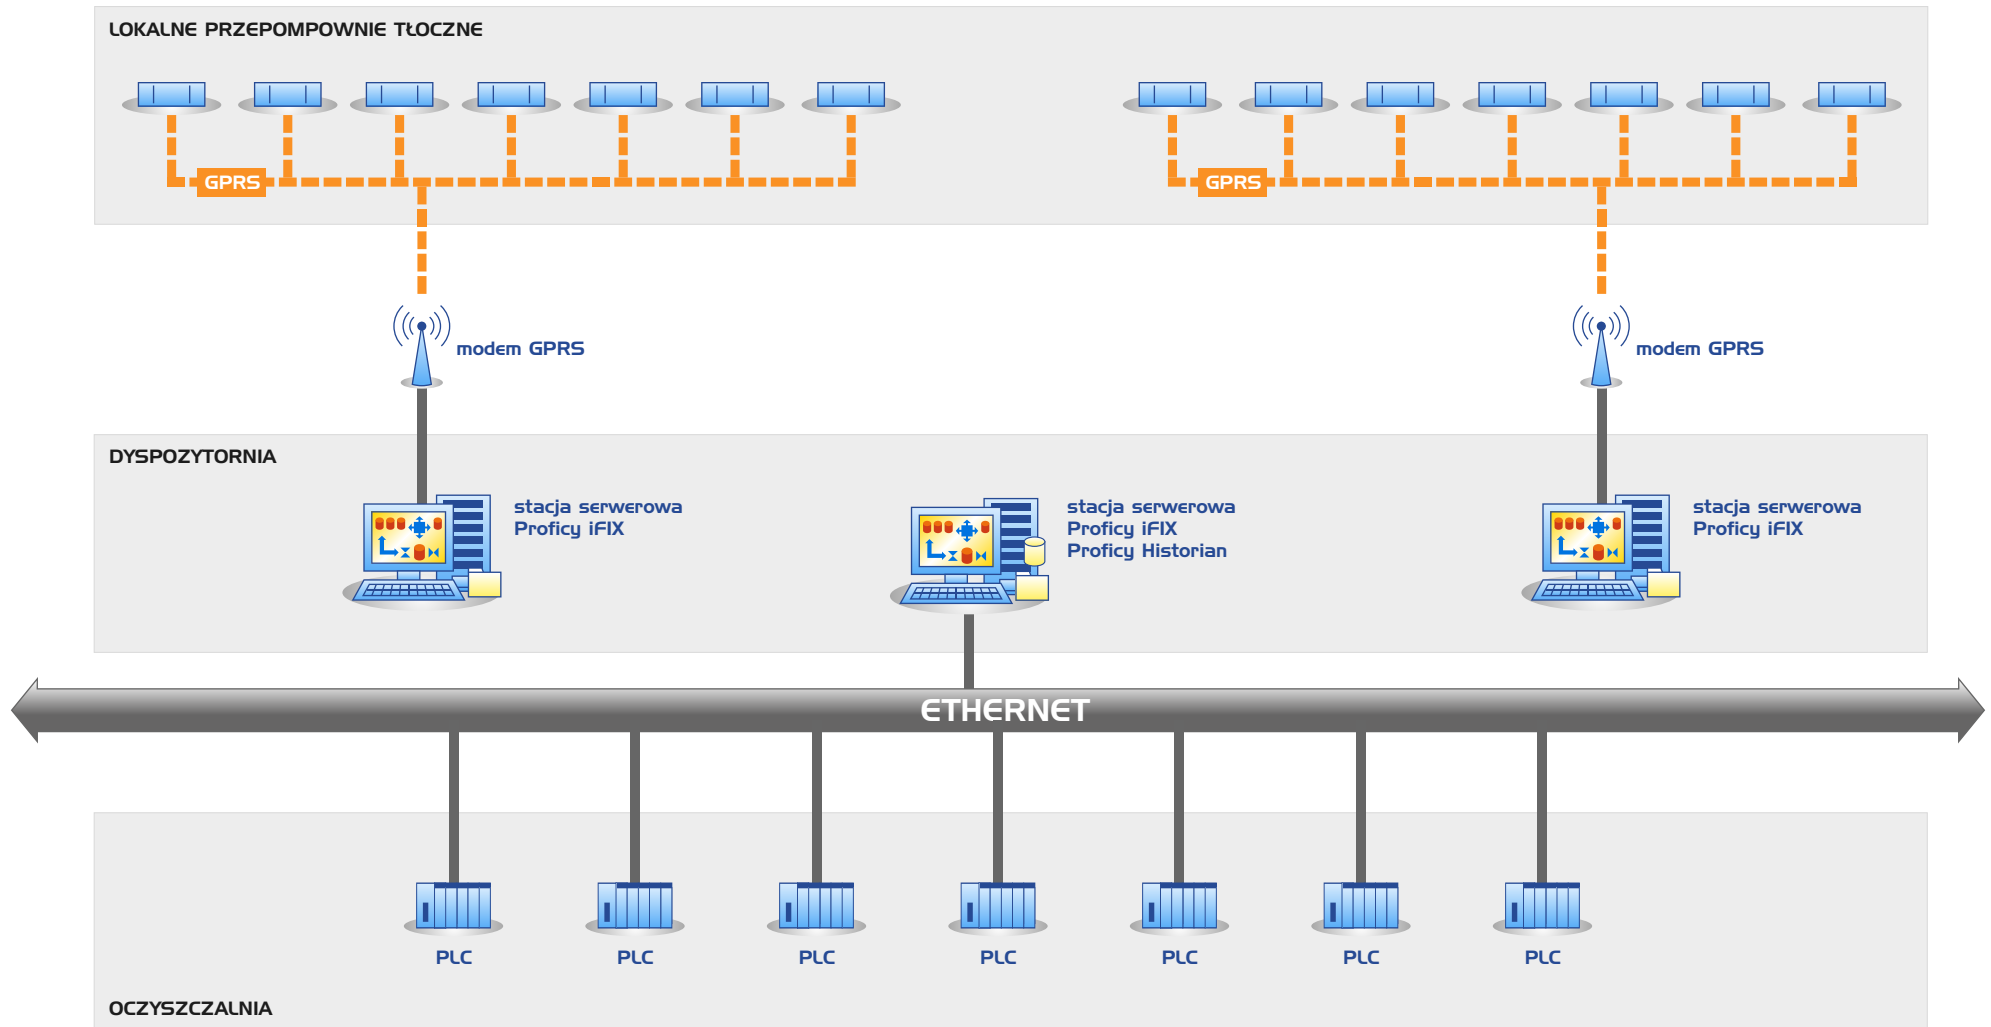 LOKALNE PRZEPOMPOWNIE TŁOCZNE
GPRS
GPRS
modem GPRS
modem GPRS
DYSPOZYTORNIA
stacja serwerowa
Proficy iFIX
stacja serwerowa
Proficy iFIX
Proficy Historian
stacja serwerowa
Proficy iFIX
ETHERNET
PLC
PLC
PLC
PLC
PLC
PLC
PLC
OCZYSZCZALNIA